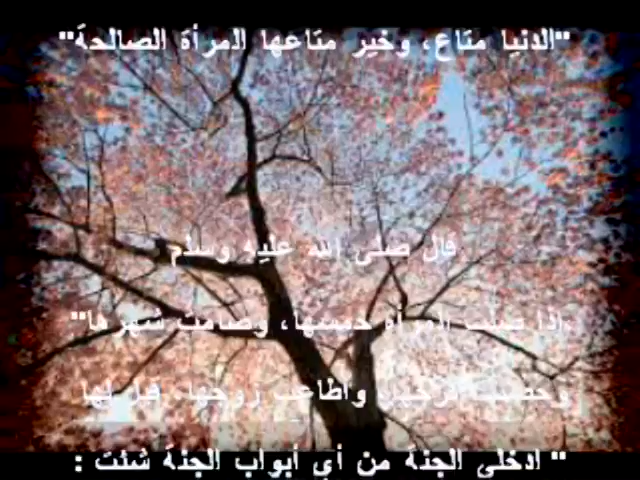 "الدنيا متاع، وخير متاعها المرأة الصالحة"
قال صلى الله عليه وسلم
"إذا صلت المرأة خمسها، وصامت شهرها
وحصنت فرجها، وأطاعت زوجها، قيل لها
: ادخلي الجنة من أي أبواب الجنة شئت "